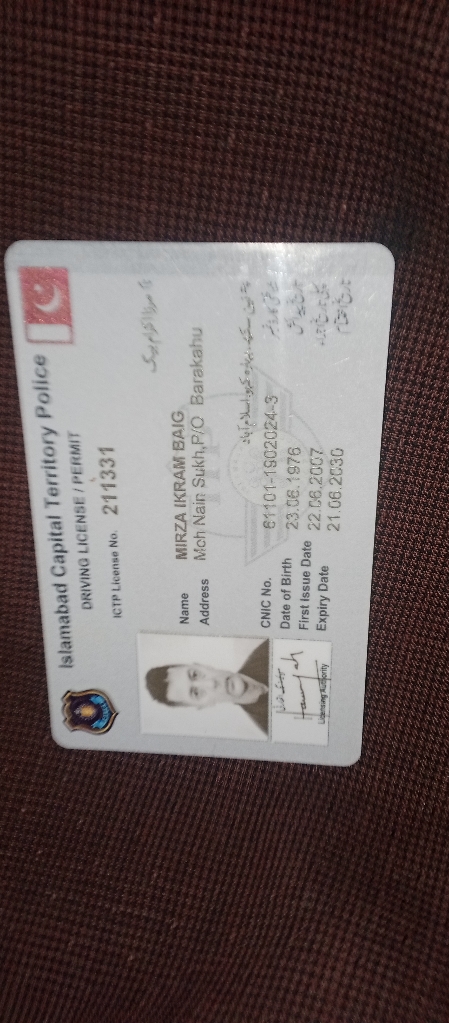 Islamabad Capital Territory Police
DRIVING LICENSE / PERMIT
ICTP License No. 211331
Name MIRZA IKRAM BAIG
Address Mch Nain Sukh,P/O Barakahu
CNIC No. 61101-1902024-3
Date of Birth 23.06.1976
First Issue Date 22.06.2007
Expiry Date 21.06.2030
Licensing Authority